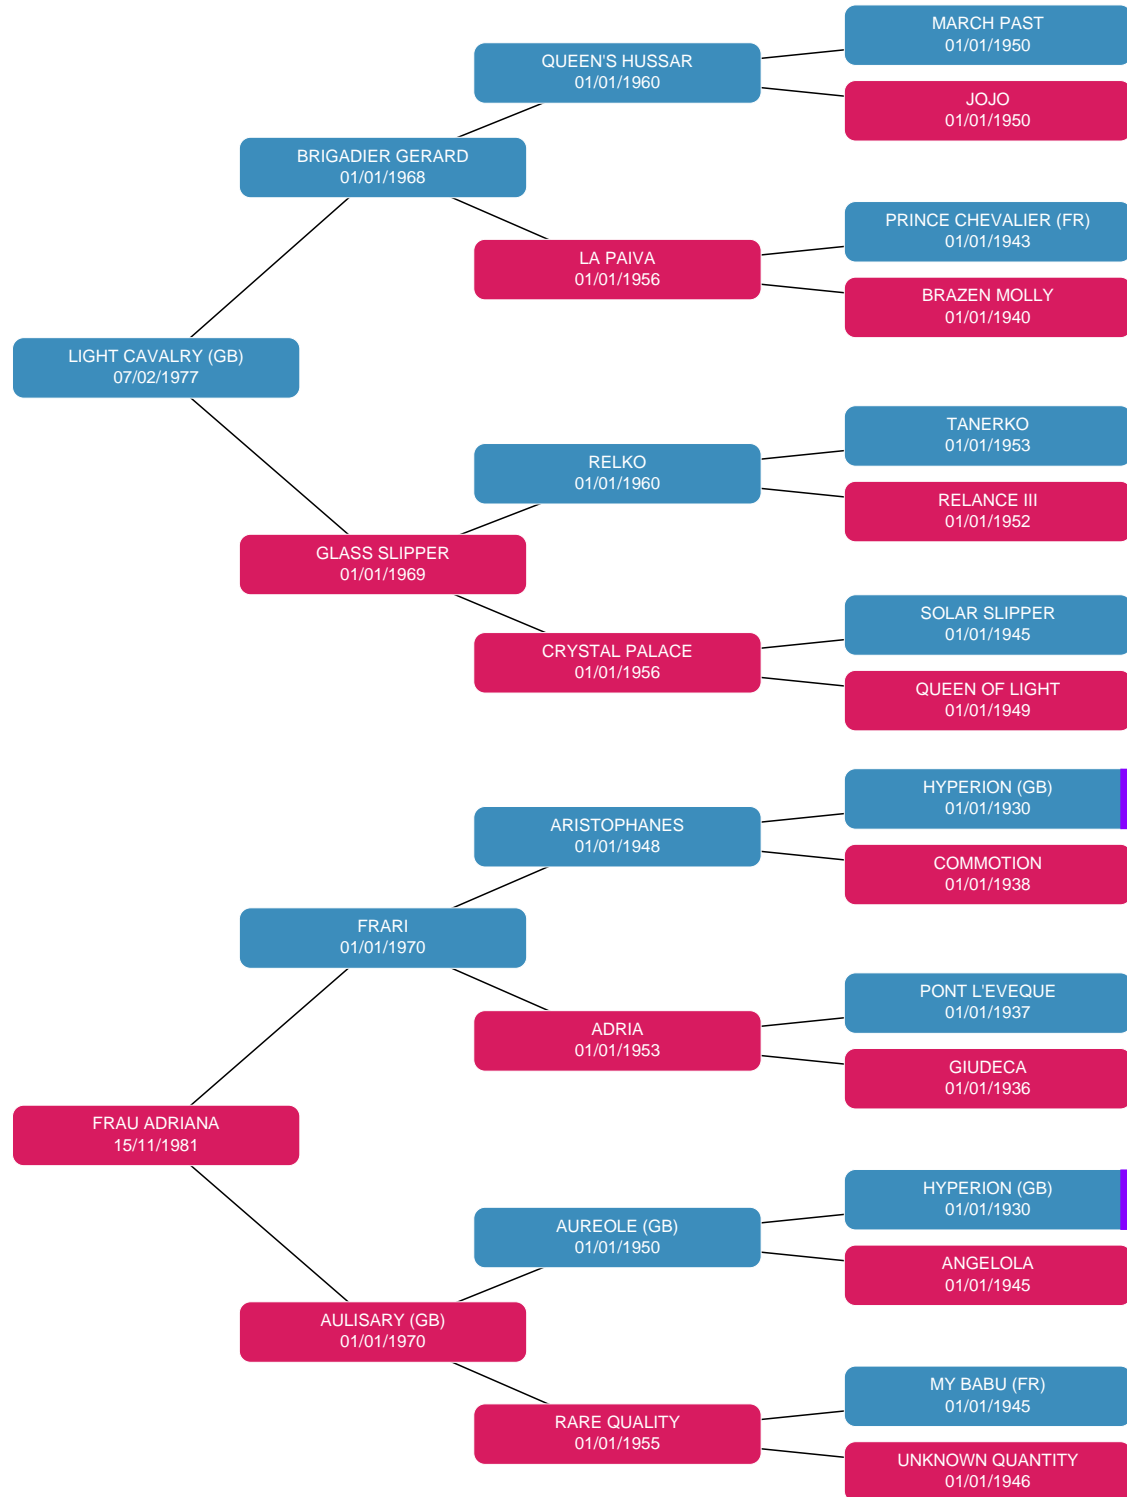 MARCH PAST
01/01/1950
QUEEN'S HUSSAR
01/01/1960
JOJO
01/01/1950
BRIGADIER GERARD
01/01/1968
PRINCE CHEVALIER (FR)
01/01/1943
LA PAIVA
01/01/1956
BRAZEN MOLLY
01/01/1940
LIGHT CAVALRY (GB)
07/02/1977
TANERKO
01/01/1953
RELKO
01/01/1960
RELANCE III
01/01/1952
GLASS SLIPPER
01/01/1969
SOLAR SLIPPER
01/01/1945
CRYSTAL PALACE
01/01/1956
QUEEN OF LIGHT
01/01/1949
HYPERION (GB)
01/01/1930
ARISTOPHANES
01/01/1948
COMMOTION
01/01/1938
FRARI
01/01/1970
PONT L'EVEQUE
01/01/1937
ADRIA
01/01/1953
GIUDECA
01/01/1936
FRAU ADRIANA
15/11/1981
HYPERION (GB)
01/01/1930
AUREOLE (GB)
01/01/1950
ANGELOLA
01/01/1945
AULISARY (GB)
01/01/1970
MY BABU (FR)
01/01/1945
RARE QUALITY
01/01/1955
UNKNOWN QUANTITY
01/01/1946